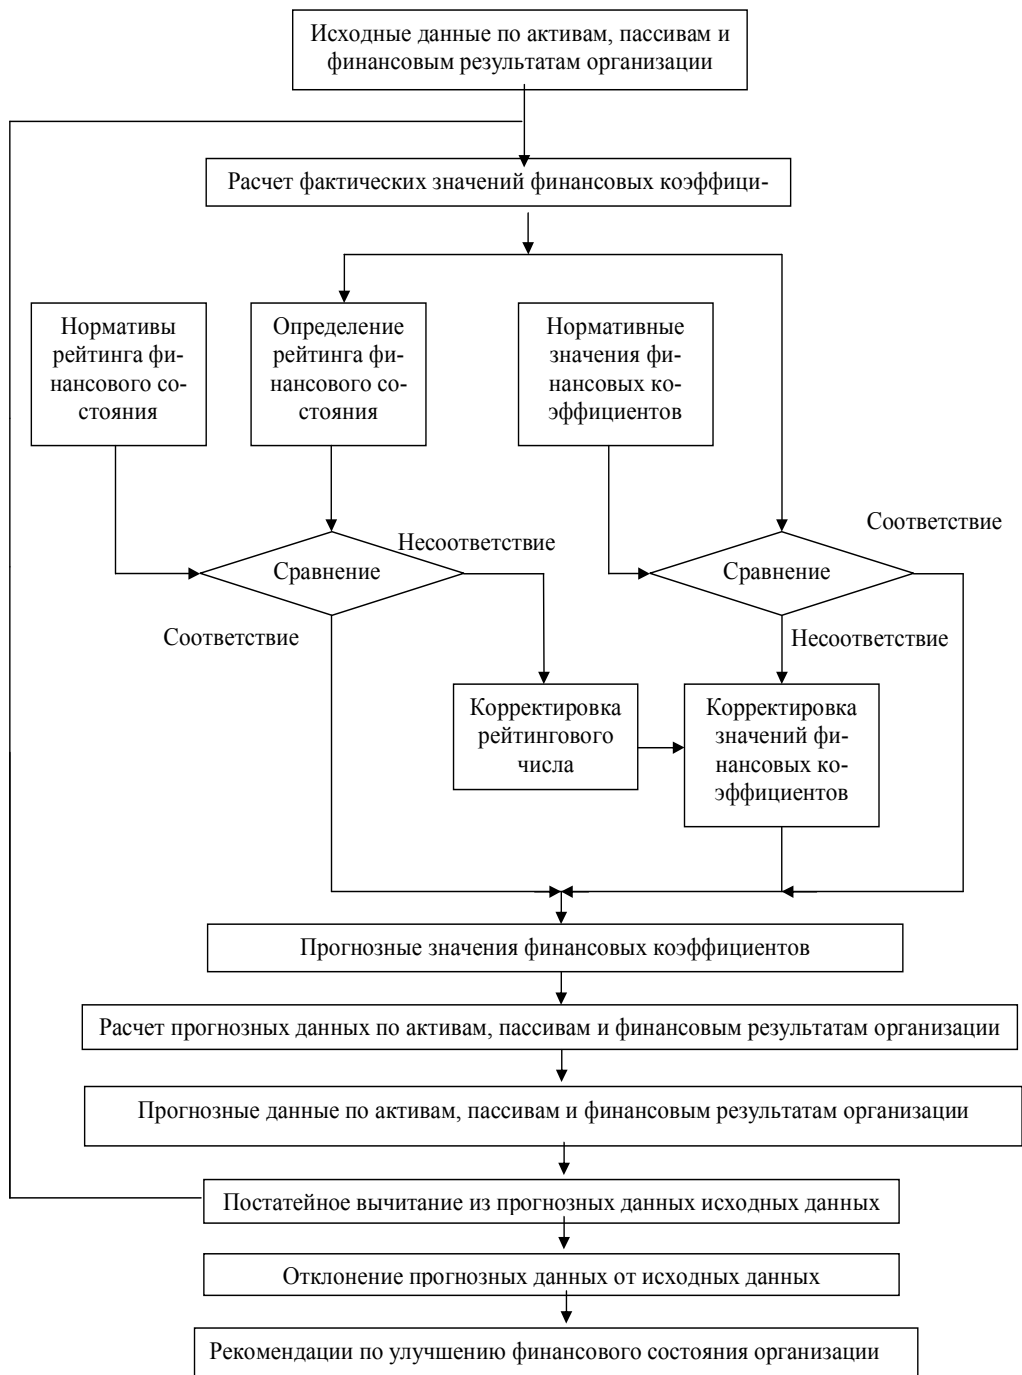 Исходные данные по активам, пассивам и
финансовым результатам организации
Расчет фактических значений финансовых коэффици-
Нормативы
рейтинга фи-
нансового со-
стояния
Определение
рейтинга фи-
нансового со-
стояния
Нормативные
значения фи-
нансовых ко-
эффициентов
Соответствие
Несоответствие
Сравнение
Сравнение
Соответствие
Несоответствие
Корректировка
рейтингового
числа
Корректировка
значений фи-
нансовых ко-
эффициентов
Прогнозные значения финансовых коэффициентов
Расчет прогнозных данных по активам, пассивам и финансовым результатам организации
Прогнозные данные по активам, пассивам и финансовым результатам организации
Постатейное вычитание из прогнозных данных исходных данных
Отклонение прогнозных данных от исходных данных
Рекомендации по улучшению финансового состояния организации